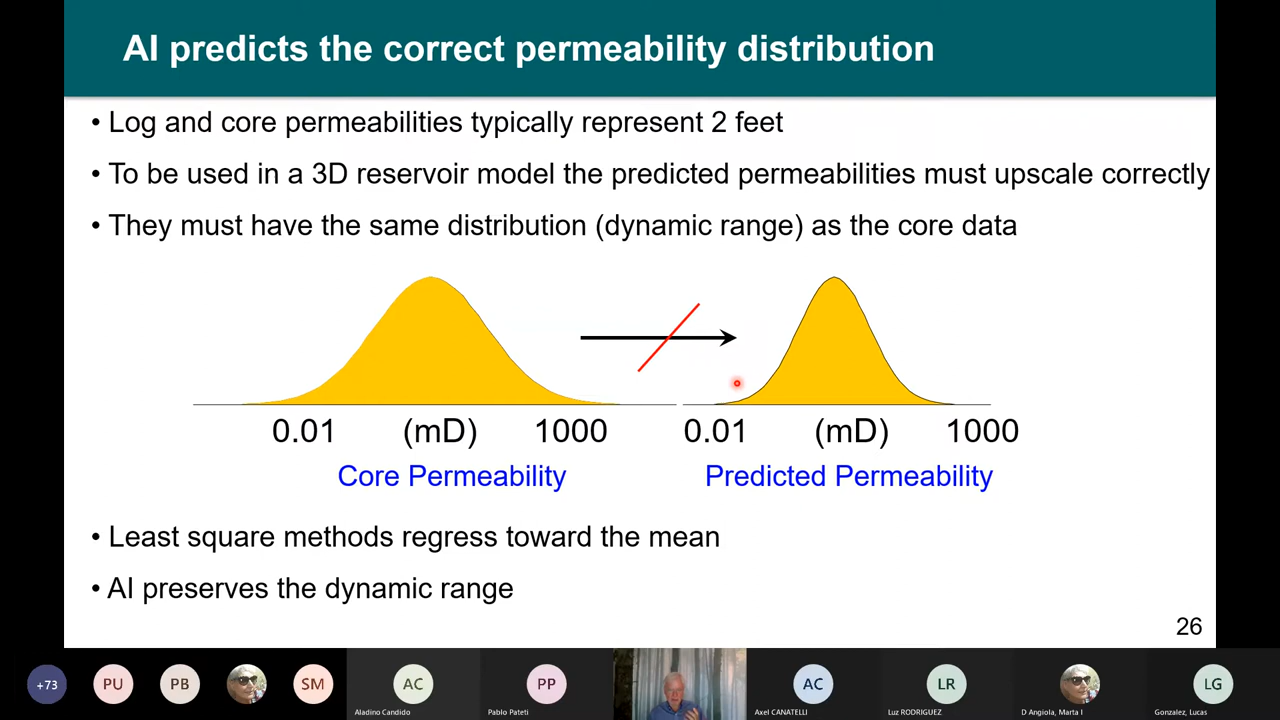 AI predicts the correct permeability distribution
• Log and core permeabilities typically represent 2 feet
• To be used in a 3D reservoir model the predicted permeabilities must upscale correctly
• They must have the same distribution (dynamic range) as the core data
0.01 (mD) 1000
0.01 (mD) 1000
Core Permeability
Predicted Permeability
• Least square methods regress toward the mean
• AI preserves the dynamic range
26
+73
PU
PB
SM
AC
Aladino Candido
PP
Pablo Pateti
AC
Axel CANATELLI
LR
Luz RODRIGUEZ
D Angiola, Marta I
LG
Gonzalez, Lucas